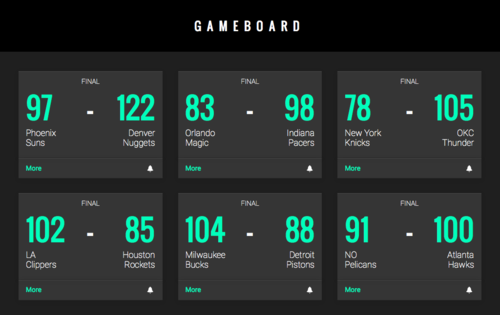 GAMEBOARD
FINAL
97 - 122
Phoenix Suns
Denver Nuggets
More
FINAL
83 - 98
Orlando Magic
Indiana Pacers
More
FINAL
78 - 105
New York Knicks
OKC Thunder
More
FINAL
102 - 85
LA Clippers
Houston Rockets
More
FINAL
104 - 88
Milwaukee Bucks
Detroit Pistons
More
FINAL
91 - 100
NO Pelicans
Atlanta Hawks
More